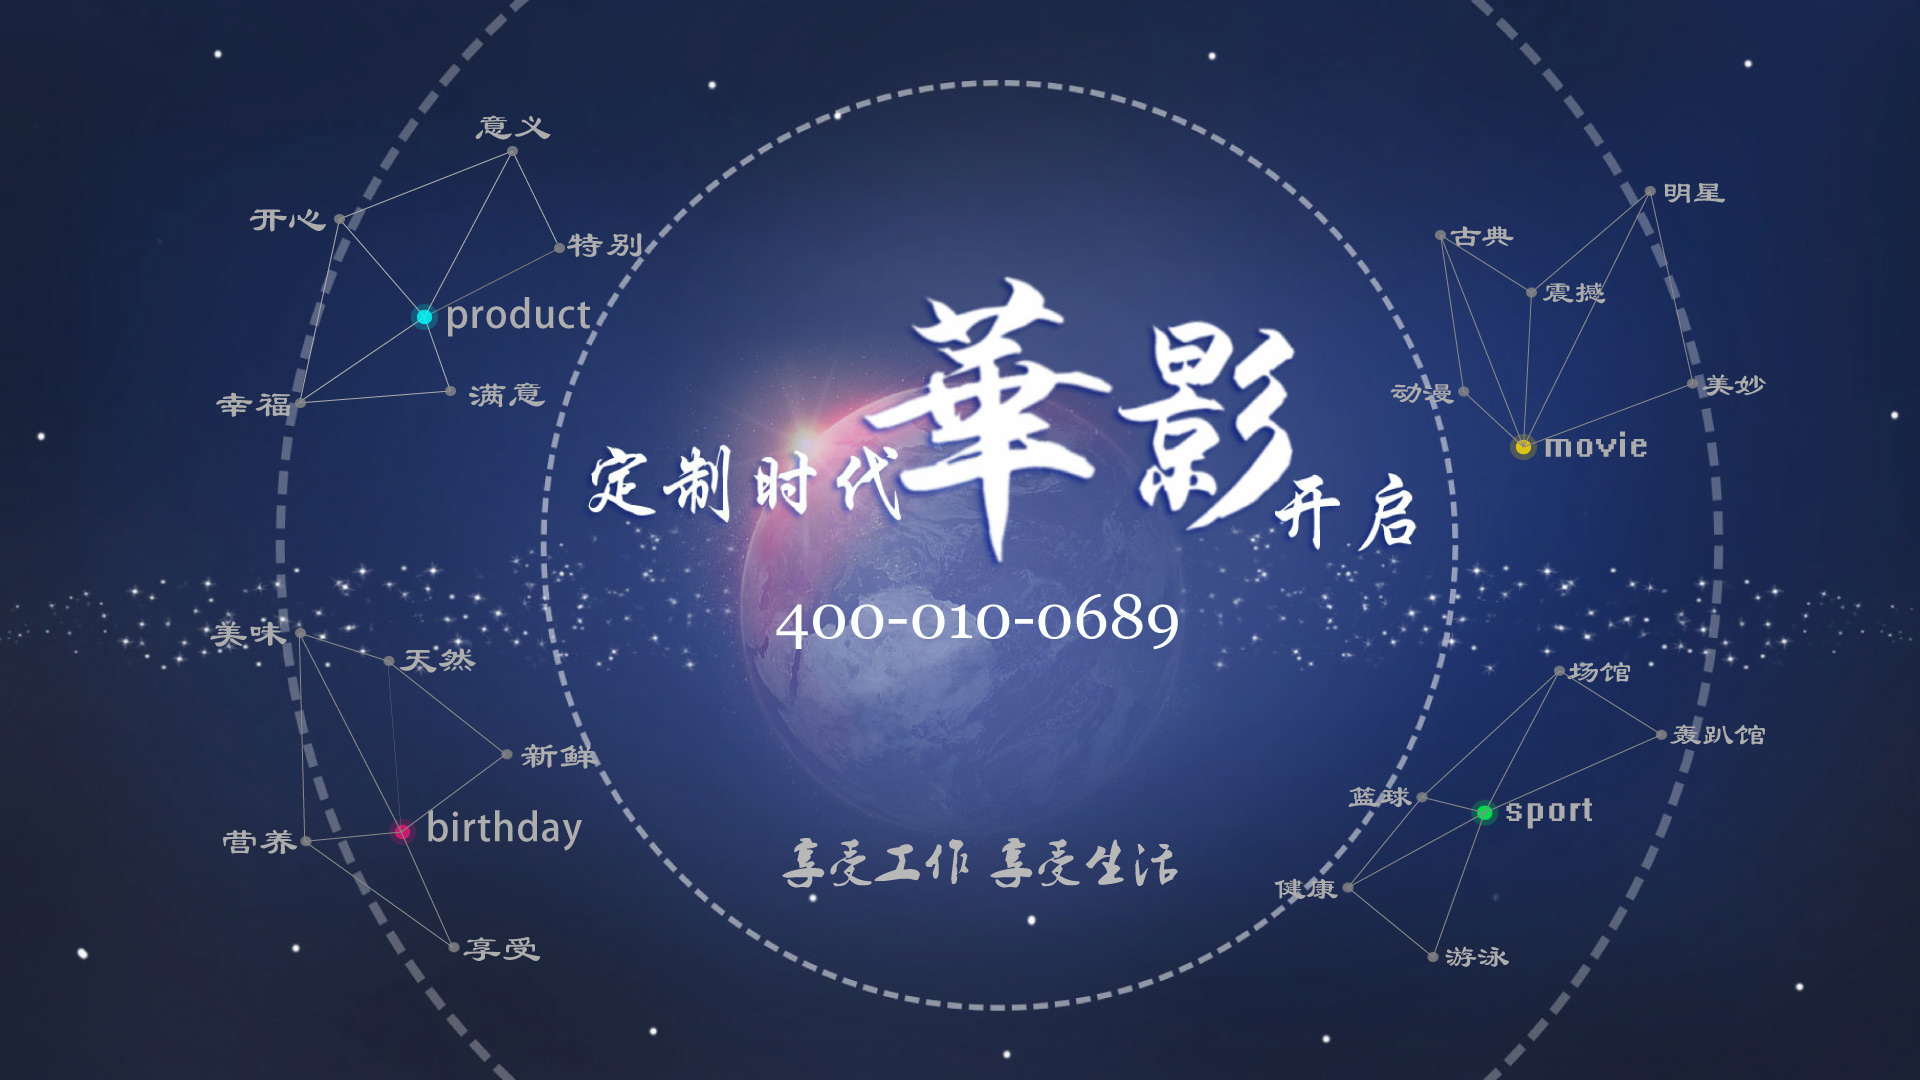 意义
开心
特别
product
幸福
满意
明星
古典
震撼
动漫
美妙
movie
定制时代華影开启
400-010-0689
美味
天然
新鲜
营养
birthday
享受
场馆
轰趴馆
篮球
sport
健康
游泳
享受工作 享受生活